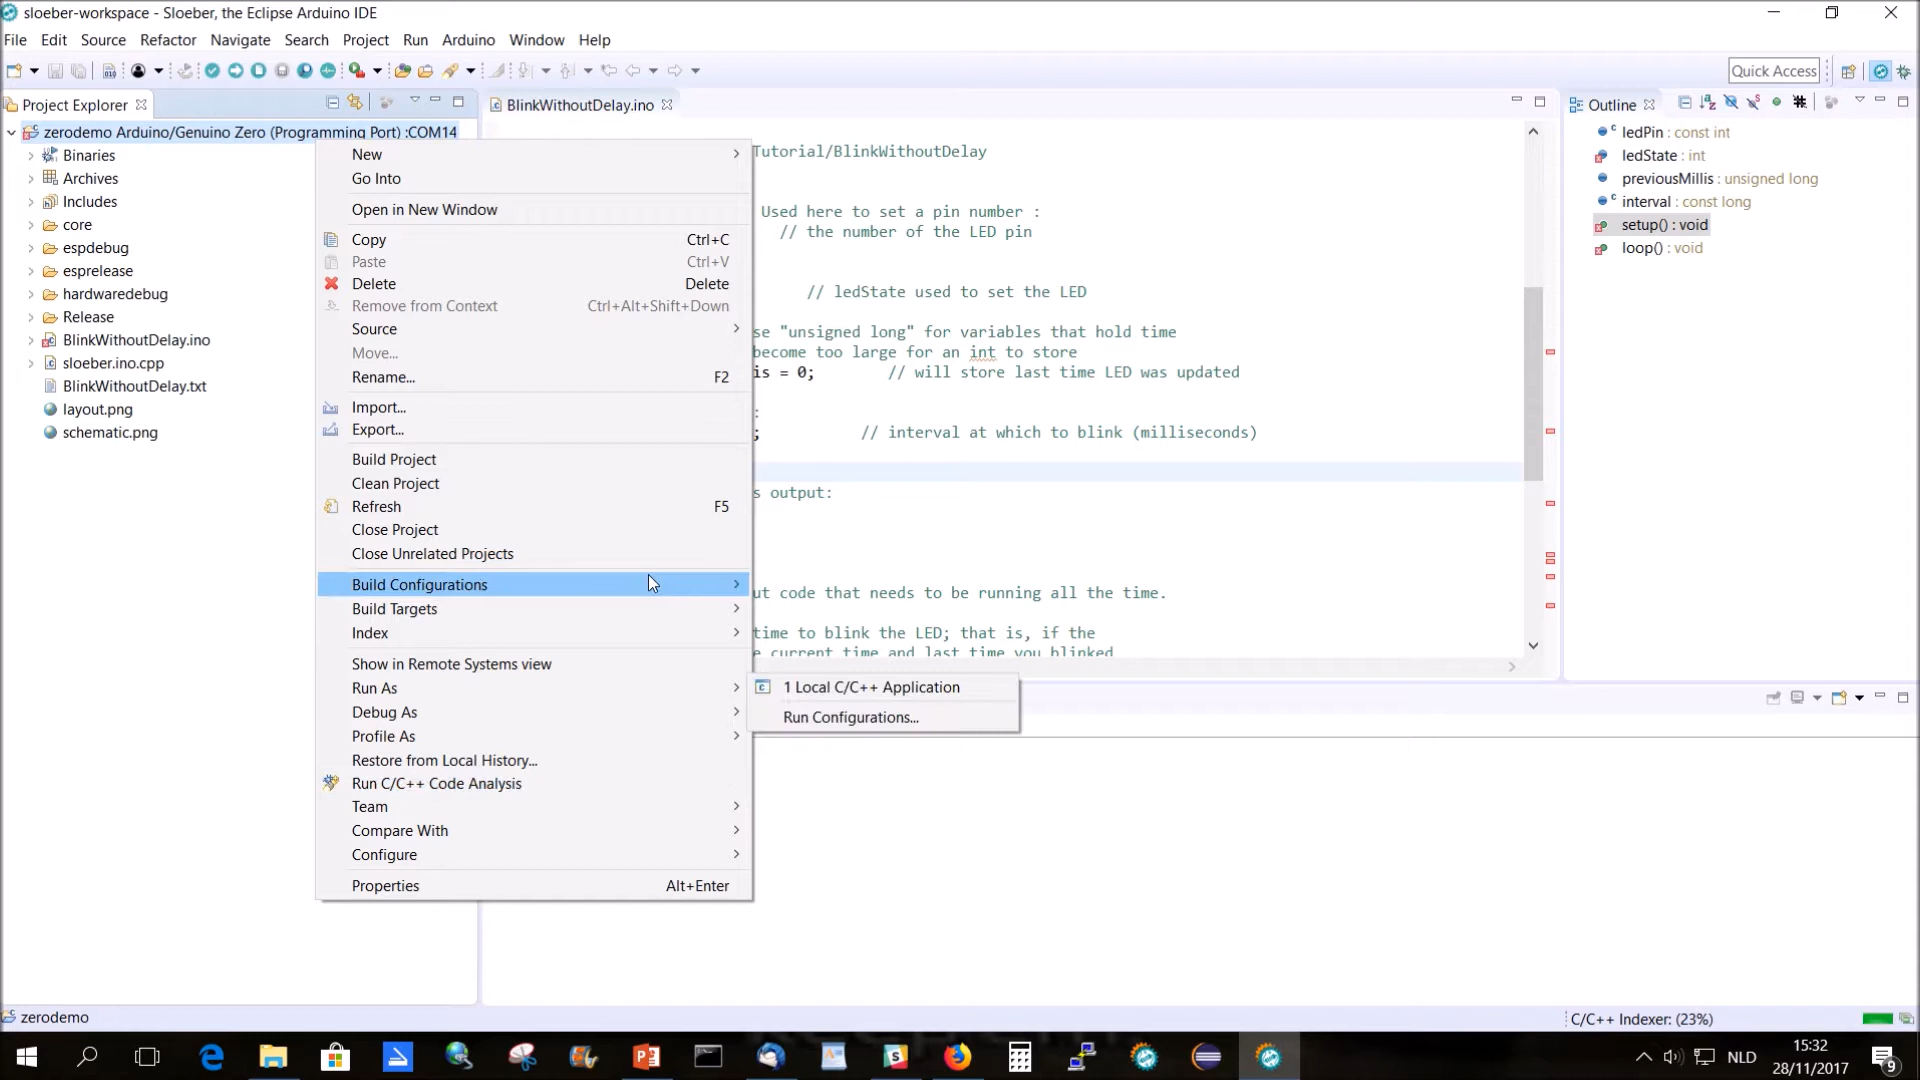 sloeber-workspace - Sloeber, the Eclipse Arduino IDE
File Edit Source Refactor Navigate Search Project Run Arduino Window Help
Quick Access
Project Explorer
zerodemo Arduino/Genuino Zero (Programming Port) :COM14
Binaries
Archives
Includes
core
espdebug
esprelease
hardwaredebug
Release
BlinkWithoutDelay.ino
sloeber.ino.cpp
BlinkWithoutDelay.txt
layout.png
schematic.png
New
Go Into
Open in New Window
Copy Ctrl+C
Paste Ctrl+V
Delete Delete
Remove from Context Ctrl+Alt+Shift+Down
Source
Move...
Rename... F2
Import...
Export...
Build Project
Clean Project
Refresh F5
Close Project
Close Unrelated Projects
Build Configurations
Build Targets
Index
Show in Remote Systems view
Run As
Debug As
Profile As
Restore from Local History...
Run C/C++ Code Analysis
Team
Compare With
Configure
Properties Alt+Enter
1 Local C/C++ Application
Run Configurations...
BlinkWithoutDelay.ino
Tutorial/BlinkWithoutDelay
Used here to set a pin number :
// the number of the LED pin
// ledState used to set the LED
se "unsigned long" for variables that hold time
become too large for an int to store
is = 0; // will store last time LED was updated
:
; // interval at which to blink (milliseconds)
s output:
ut code that needs to be running all the time.
time to blink the LED; that is, if the
e current time and last time you blinked
Outline
ledPin : const int
ledState : int
previousMillis : unsigned long
interval : const long
setup() : void
loop() : void
zerodemo
C/C++ Indexer: (23%)
NLD
15:32
28/11/2017
9